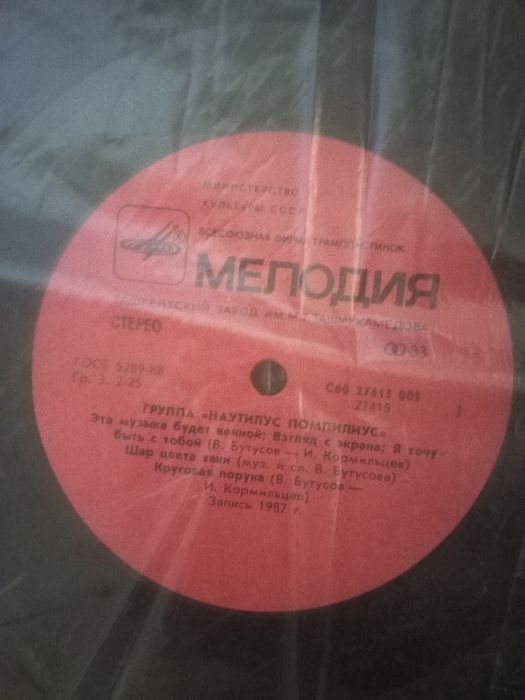 МИНИСТЕРСТВО
КУЛЬТУРЫ СССР
ВСЕСОЮЗНАЯ ФИРМА ГРАМПЛАСТИНОК
МЕЛОДИЯ
ТАШКЕНТСКИЙ ЗАВОД ИМ. М.Т. ТАШМУХАМЕДОВА
СТЕРЕО
33
ГОСТ 5289-88
Гр. 3. 2-25
С60 27415 005
27415
1
ГРУППА «НАУТИЛУС ПОМПИЛИУС»
Эта музыка будет вечной; Взгляд с экрана; Я хочу
быть с тобой (В. Бутусов — И. Кормильцев)
Шар цвета хаки (муз. и сл. В. Бутусова)
Круговая порука (В. Бутусов —
И. Кормильцев)
Запись 1987 г.